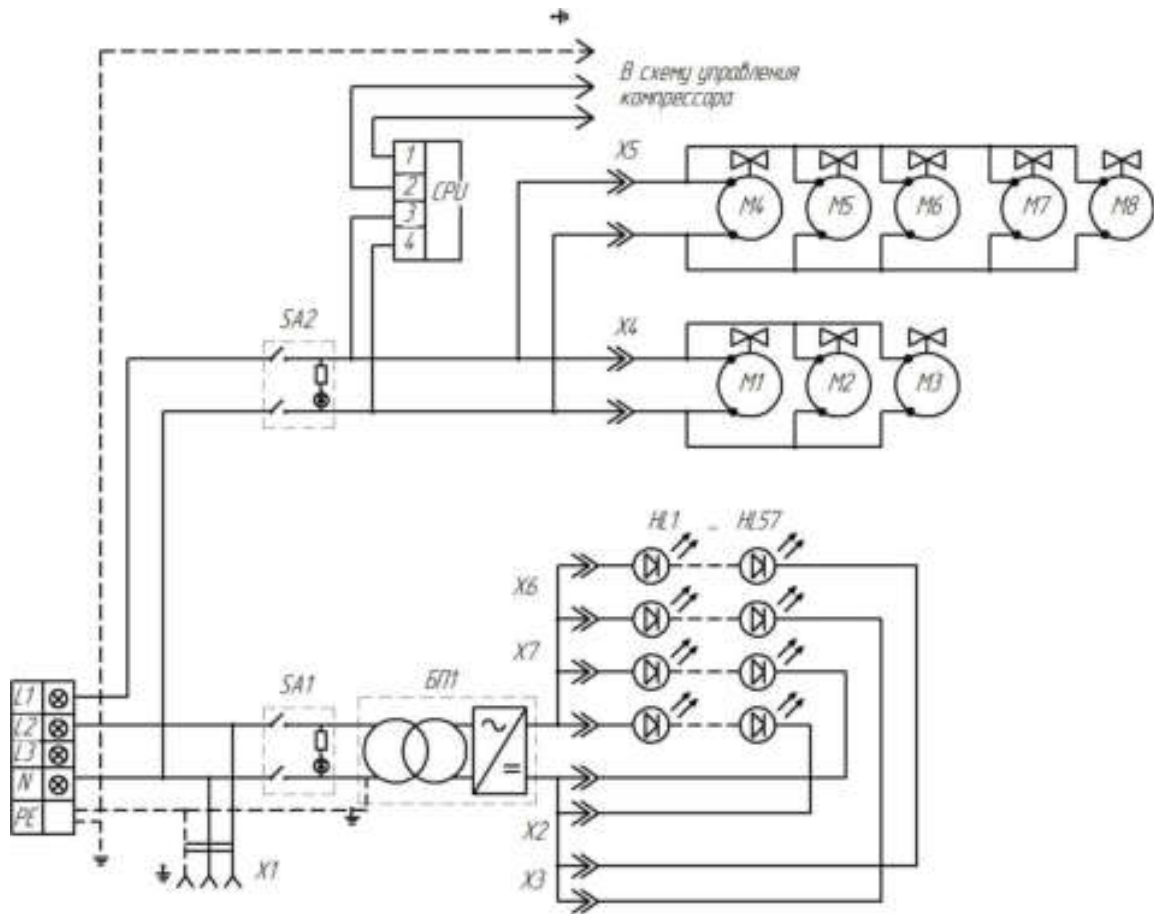 В схему управления
компрессора
X5
1
2
3
4
CPU
M4
M5
M6
M7
M8
SA2
X4
M1
M2
M3
HL1 – HL57
X6
X7
SA1
БП1
L1
L2
L3
N
PE
X1
X2
X3